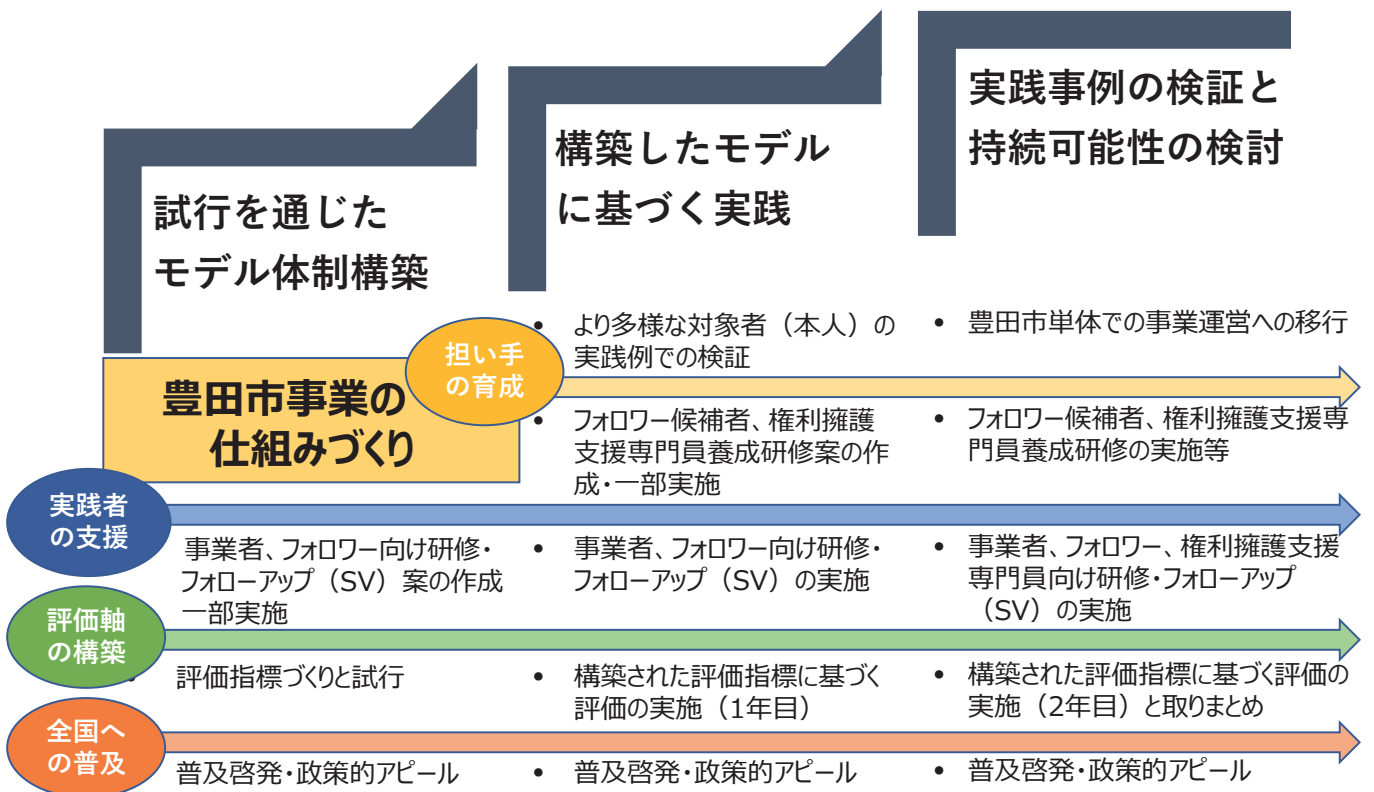 試行を通じた
モデル体制構築
構築したモデル
に基づく実践
実践事例の検証と
持続可能性の検討
豊田市事業の
仕組みづくり
担い手
の育成
• より多様な対象者（本人）の
実践例での検証
• 豊田市単体での事業運営への移行
• フォロワー候補者、権利擁護
支援専門員養成研修案の作
成・一部実施
• フォロワー候補者、権利擁護支援専
門員養成研修の実施等
実践者
の支援
事業者、フォロワー向け研修・
フォローアップ（SV）案の作成
一部実施
• 事業者、フォロワー向け研修・
フォローアップ（SV）の実施
• 事業者、フォロワー、権利擁護支援
専門員向け研修・フォローアップ
（SV）の実施
評価軸
の構築
• 評価指標づくりと試行
• 構築された評価指標に基づく
評価の実施（1年目）
• 構築された評価指標に基づく評価の
実施（2年目）と取りまとめ
全国へ
の普及
普及啓発・政策的アピール
• 普及啓発・政策的アピール
• 普及啓発・政策的アピール